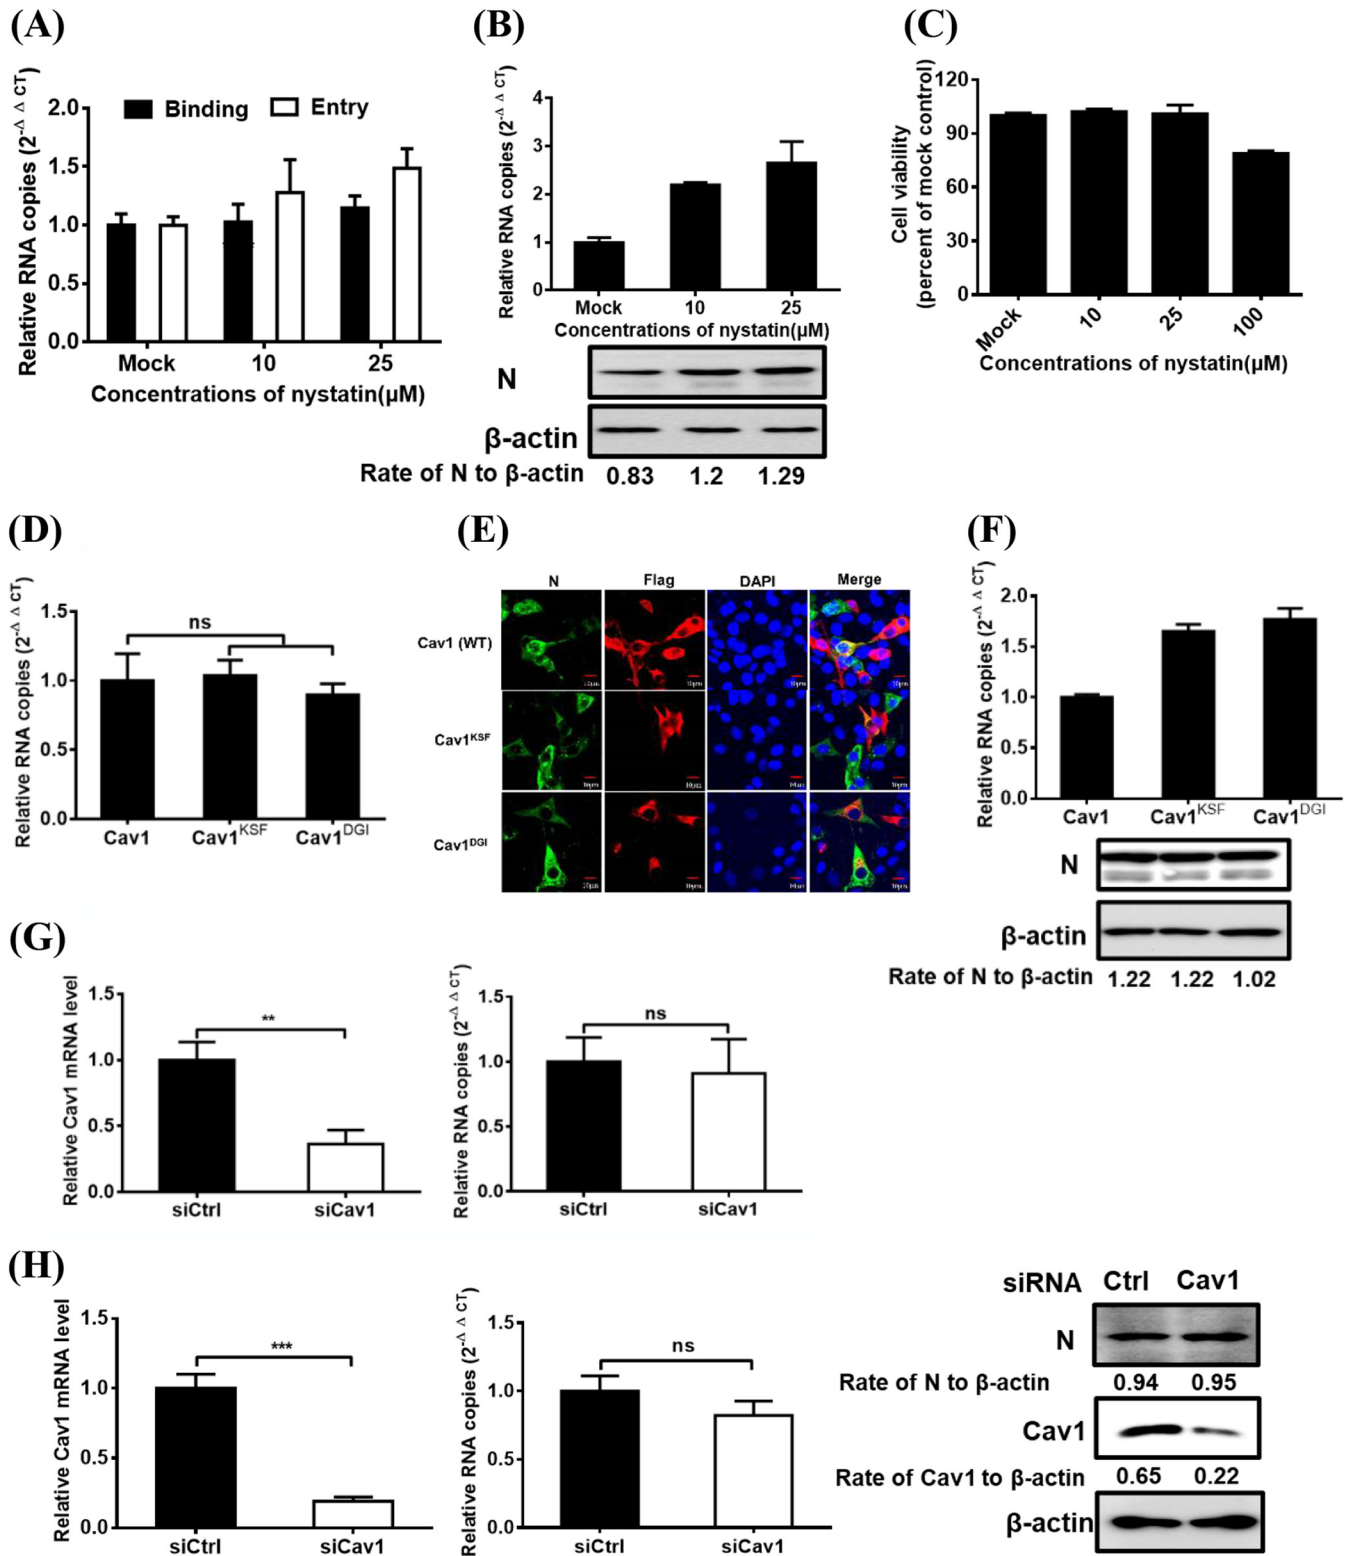 (A)
Relative RNA copies (2-Δ Δ CT)
2.0
1.5
1.0
0.5
0.0
Binding
Entry
Mock
10
25
Concentrations of nystatin(µM)
(B)
Relative RNA copies (2-Δ Δ CT)
4
3
2
1
0
Mock
10
25
Concentrations of nystatin(µM)
N
β-actin
Rate of N to β-actin 0.83 1.2 1.29
(C)
Cell viability
(percent of mock control)
120
90
60
30
0
Mock
10
25
100
Concentrations of nystatin(µM)
(D)
Relative RNA copies (2-Δ Δ CT)
1.5
1.0
0.5
0.0
ns
Cav1
Cav1KSF
Cav1DGI
(E)
N
Flag
DAPI
Merge
Cav1 (WT)
Cav1KSF
Cav1DGI
10µm
(F)
Relative RNA copies (2-Δ Δ CT)
2.0
1.5
1.0
0.5
0.0
Cav1
Cav1KSF
Cav1DGI
N
β-actin
Rate of N to β-actin 1.22 1.22 1.02
(G)
Relative Cav1 mRNA level
1.5
1.0
0.5
0.0
**
siCtrl
siCav1
Relative RNA copies (2-Δ Δ CT)
1.5
1.0
0.5
0.0
ns
siCtrl
siCav1
(H)
Relative Cav1 mRNA level
1.5
1.0
0.5
0.0
***
siCtrl
siCav1
Relative RNA copies (2-Δ Δ CT)
1.5
1.0
0.5
0.0
ns
siCtrl
siCav1
siRNA Ctrl Cav1
N
Rate of N to β-actin 0.94 0.95
Cav1
Rate of Cav1 to β-actin 0.65 0.22
β-actin